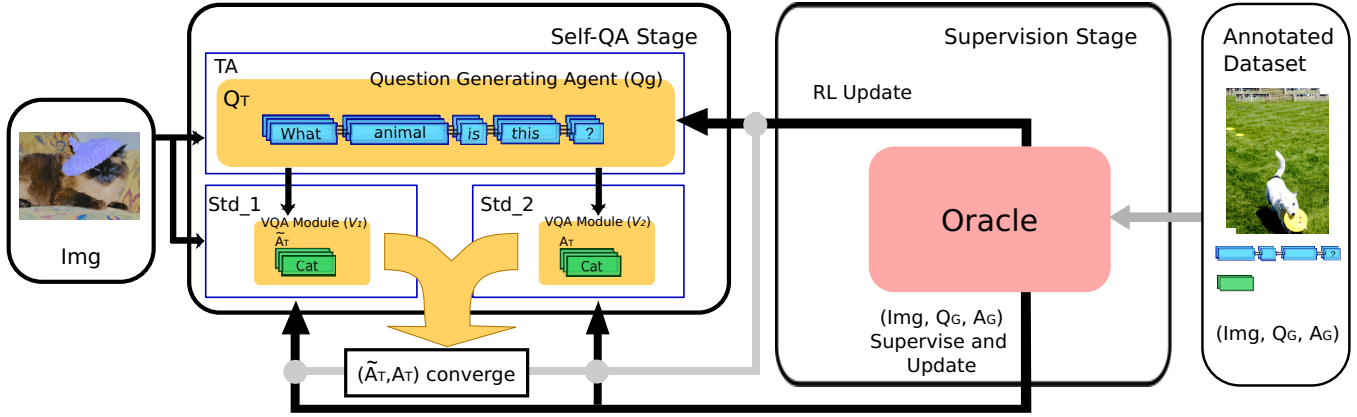 Img
Self-QA Stage
TA
Question Generating Agent (Qg)
QT
What animal is this ?
Std_1
VQA Module (V₁)
ÃT
Cat
Std_2
VQA Module (V₂)
AT
Cat
(ÃT,AT) converge
Supervision Stage
RL Update
Oracle
(Img, QG, AG)
Supervise and
Update
Annotated
Dataset
?
(Img, QG, AG)